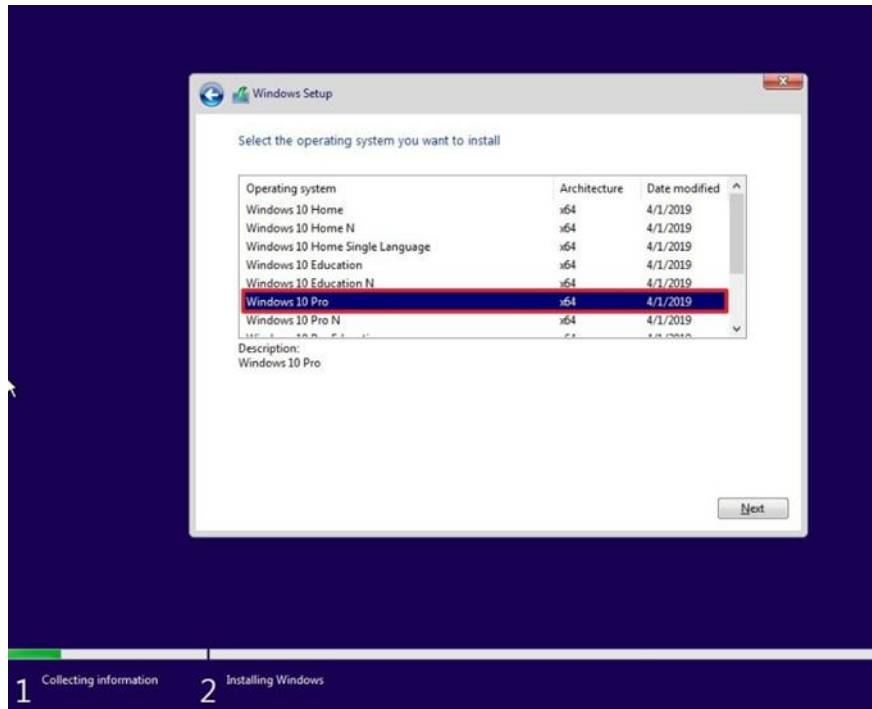 Windows Setup
Select the operating system you want to install
Operating system Architecture Date modified
Windows 10 Home x64 4/1/2019
Windows 10 Home N x64 4/1/2019
Windows 10 Home Single Language x64 4/1/2019
Windows 10 Education x64 4/1/2019
Windows 10 Education N x64 4/1/2019
Windows 10 Pro x64 4/1/2019
Windows 10 Pro N x64 4/1/2019
Description:
Windows 10 Pro
Next
1 Collecting information 2 Installing Windows